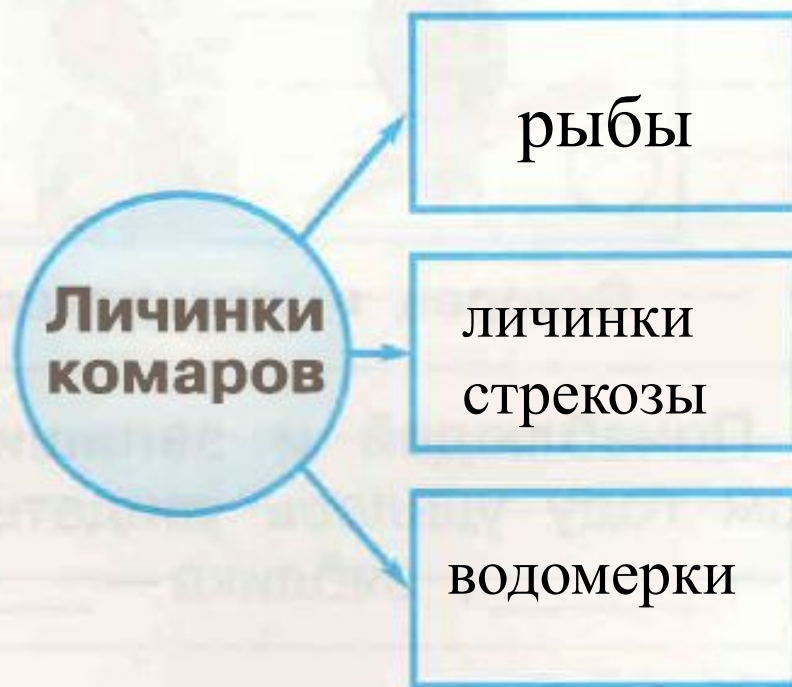 рыбы
Личинки
комаров
личинки
стрекозы
водомерки